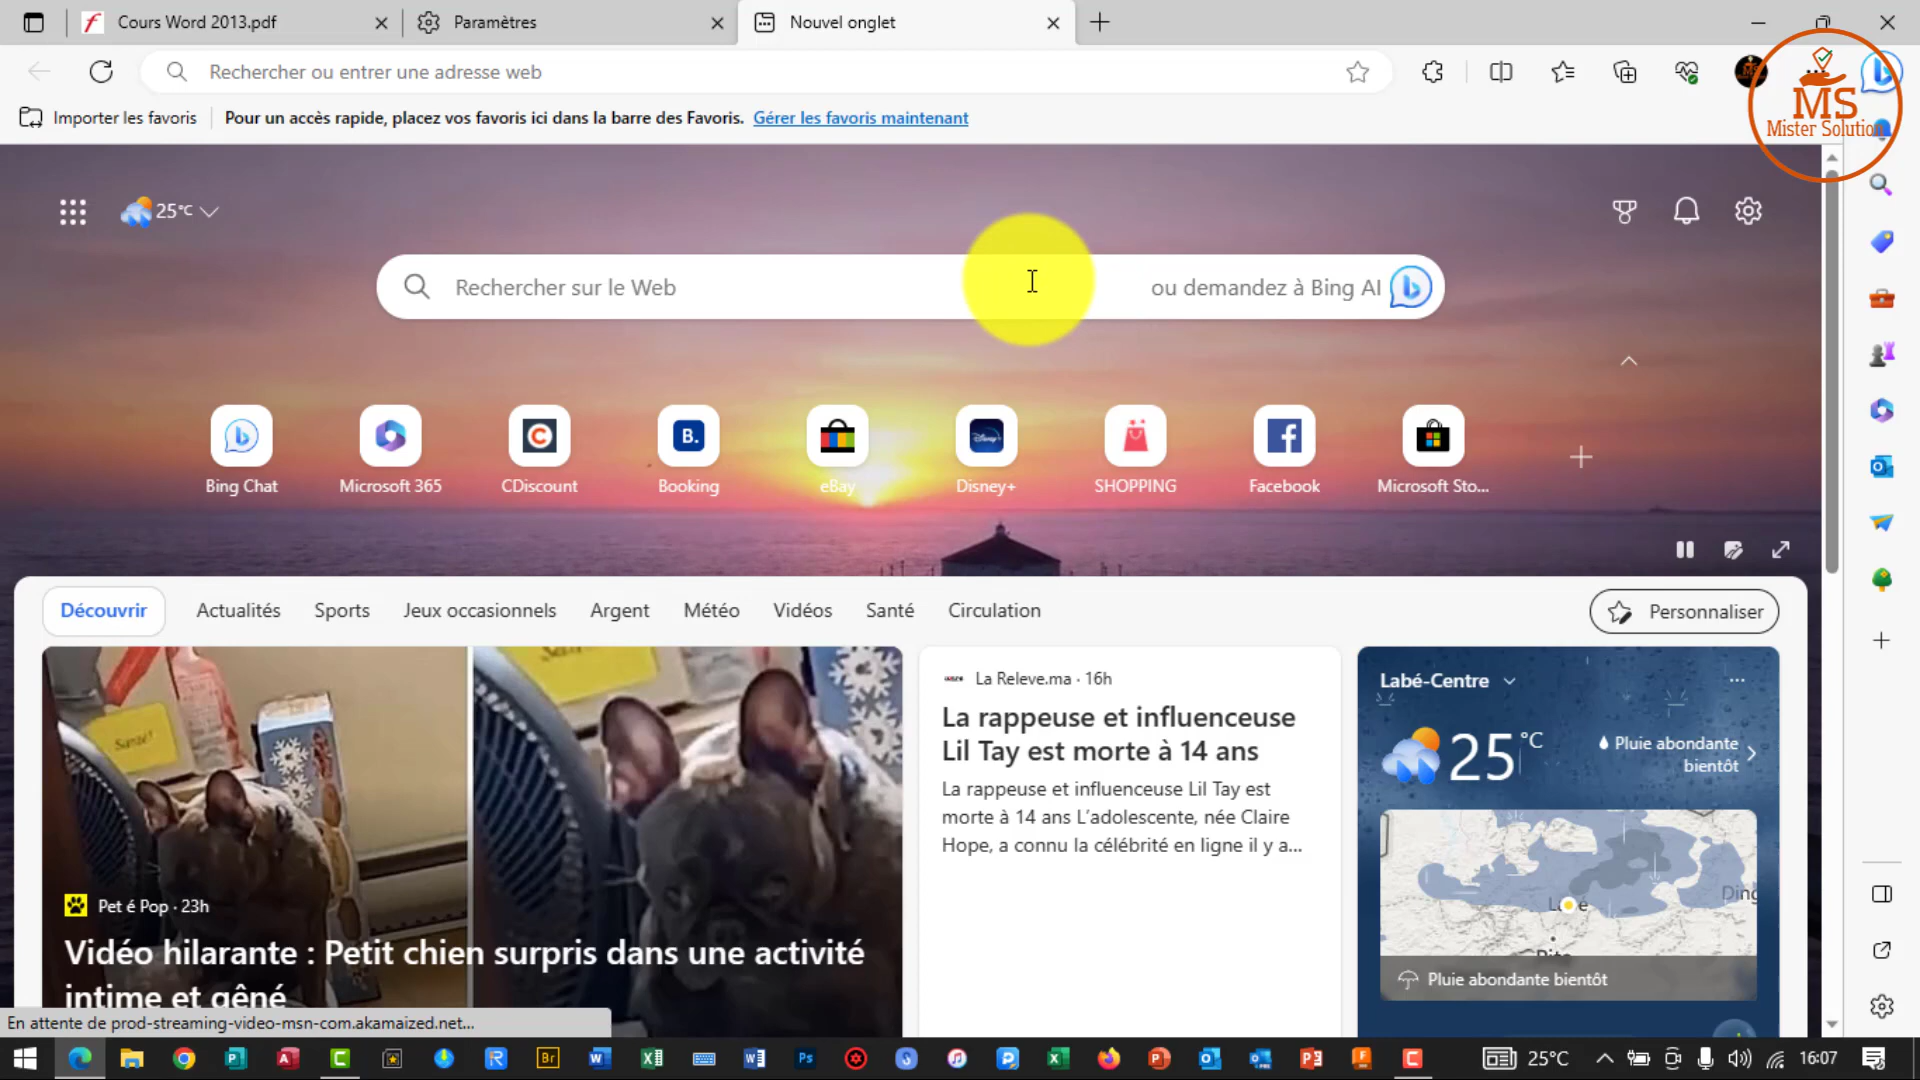 Cours Word 2013.pdf
Paramètres
Nouvel onglet
Rechercher ou entrer une adresse web
Importer les favoris
Pour un accès rapide, placez vos favoris ici dans la barre des Favoris. Gérer les favoris maintenant
MS
Mister Solution
25°C
Rechercher sur le Web
ou demandez à Bing AI
Bing Chat
Microsoft 365
CDiscount
Booking
eBay
Disney+
SHOPPING
Facebook
Microsoft Sto...
Découvrir
Actualités
Sports
Jeux occasionnels
Argent
Météo
Vidéos
Santé
Circulation
Personnaliser
Pet é Pop · 23h
Vidéo hilarante : Petit chien surpris dans une activité
intime et gêné
La Releve.ma · 16h
La rappeuse et influenceuse
Lil Tay est morte à 14 ans
La rappeuse et influenceuse Lil Tay est
morte à 14 ans L'adolescente, née Claire
Hope, a connu la célébrité en ligne il y a...
Labé-Centre
25 °C
Pluie abondante
bientôt
Pluie abondante bientôt
En attente de prod-streaming-video-msn-com.akamaized.net...
25°C
16:07